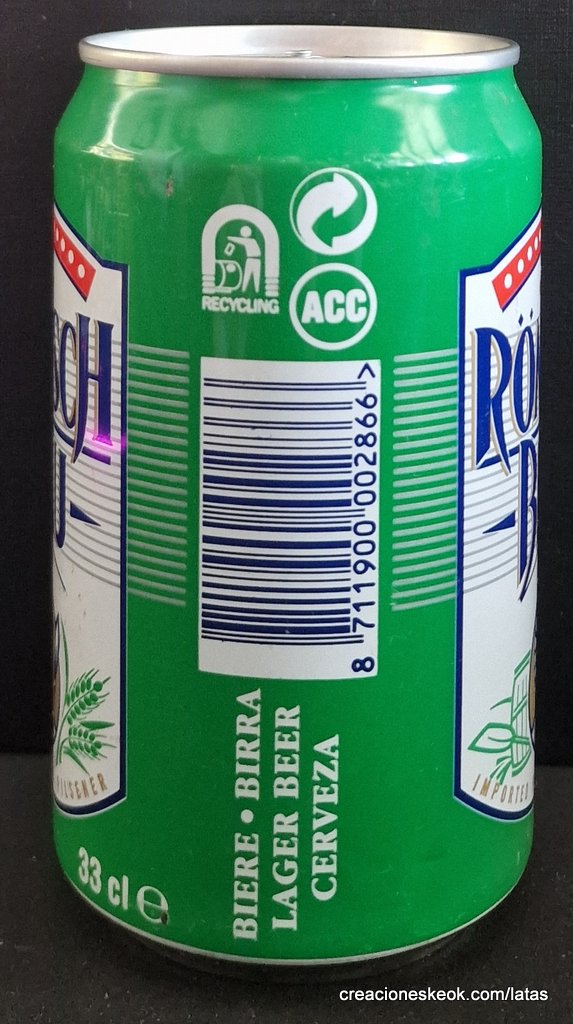 RECYCLING
ACC
8 711900 002866 >
BIERE • BIRRA
LAGER BEER
CERVEZA
33 cl e
PILSENER
IMPORTED
creacioneskeok.com/latas